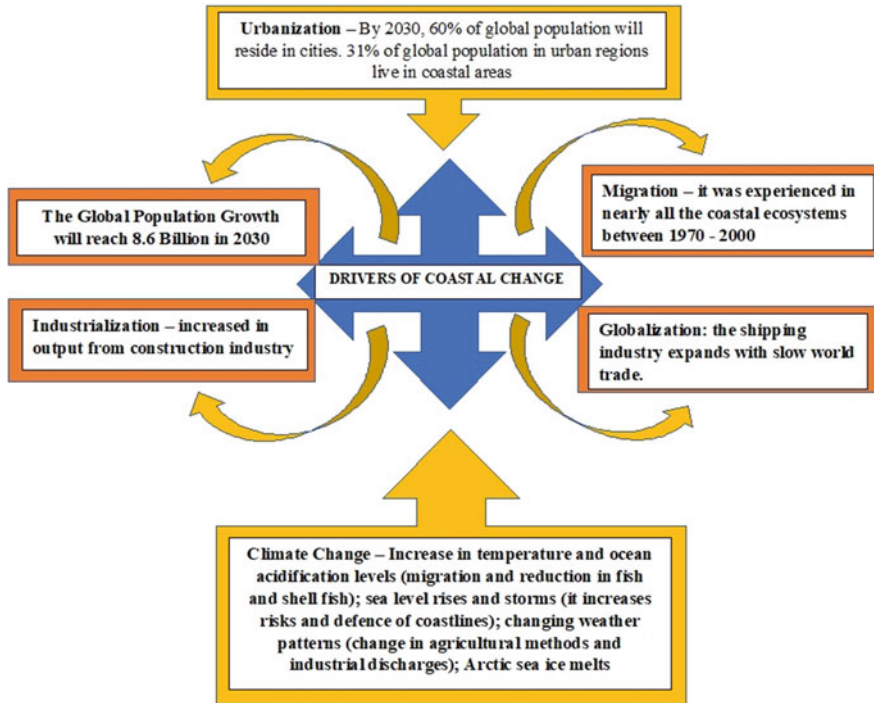 Urbanization – By 2030, 60% of global population will
reside in cities. 31% of global population in urban regions
live in coastal areas
The Global Population Growth
will reach 8.6 Billion in 2030
Migration – it was experienced in
nearly all the coastal ecosystems
between 1970 - 2000
DRIVERS OF COASTAL CHANGE
Industrialization – increased in
output from construction industry
Globalization: the shipping
industry expands with slow world
trade.
Climate Change – Increase in temperature and ocean
acidification levels (migration and reduction in fish
and shell fish); sea level rises and storms (it increases
risks and defence of coastlines); changing weather
patterns (change in agricultural methods and
industrial discharges); Arctic sea ice melts